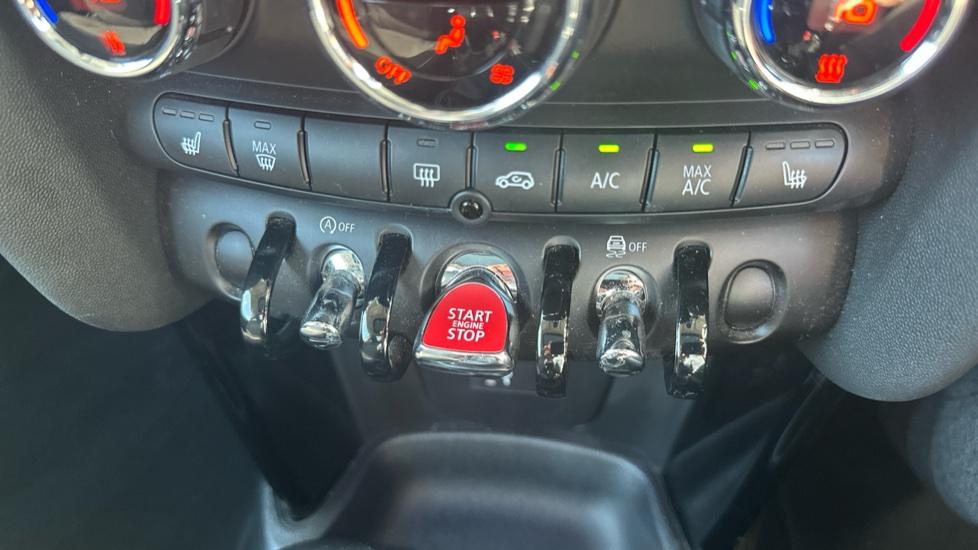 OFF
MAX
A/C
MAX
A/C
A OFF
OFF
START
ENGINE
STOP